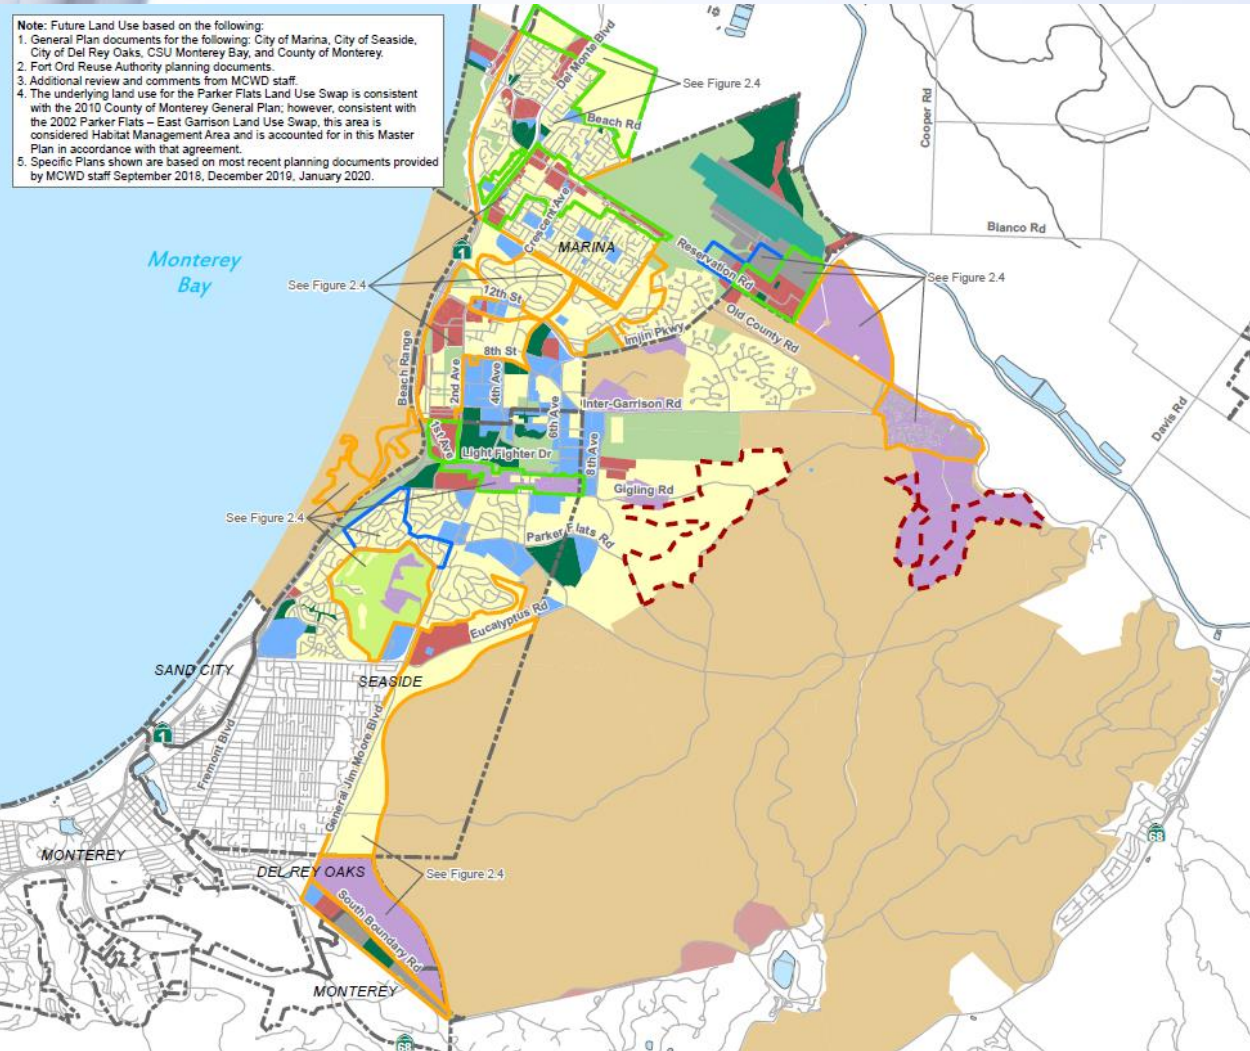 Note: Future Land Use based on the following:
1. General Plan documents for the following: City of Marina, City of Seaside,
City of Del Rey Oaks, CSU Monterey Bay, and County of Monterey.
2. Fort Ord Reuse Authority planning documents.
3. Additional review and comments from MCWD staff.
4. The underlying land use for the Parker Flats Land Use Swap is consistent
with the 2010 County of Monterey General Plan; however, consistent with
the 2002 Parker Flats – East Garrison Land Use Swap, this area is
considered Habitat Management Area and is accounted for in this Master
Plan in accordance with that agreement.
5. Specific Plans shown are based on most recent planning documents provided
by MCWD staff September 2018, December 2019, January 2020.
Del Monte Blvd
See Figure 2.4
Beach Rd
Cooper Rd
Blanco Rd
Crescent Ave
MARINA
1
Monterey
Bay
Reservation Rd
See Figure 2.4
See Figure 2.4
12th St
Old County Rd
Imjin Pkwy
Beach Range
8th St
2nd Ave
4th Ave
6th Ave
Inter-Garrison Rd
Davis Rd
1st Ave
8th Ave
Light Fighter Dr
Gigling Rd
See Figure 2.4
Parker Flats Rd
Eucalyptus Rd
SAND CITY
SEASIDE
1
Fremont Blvd
General Jim Moore Blvd
68
MONTEREY
DEL REY OAKS
See Figure 2.4
South Boundary Rd
MONTEREY
68